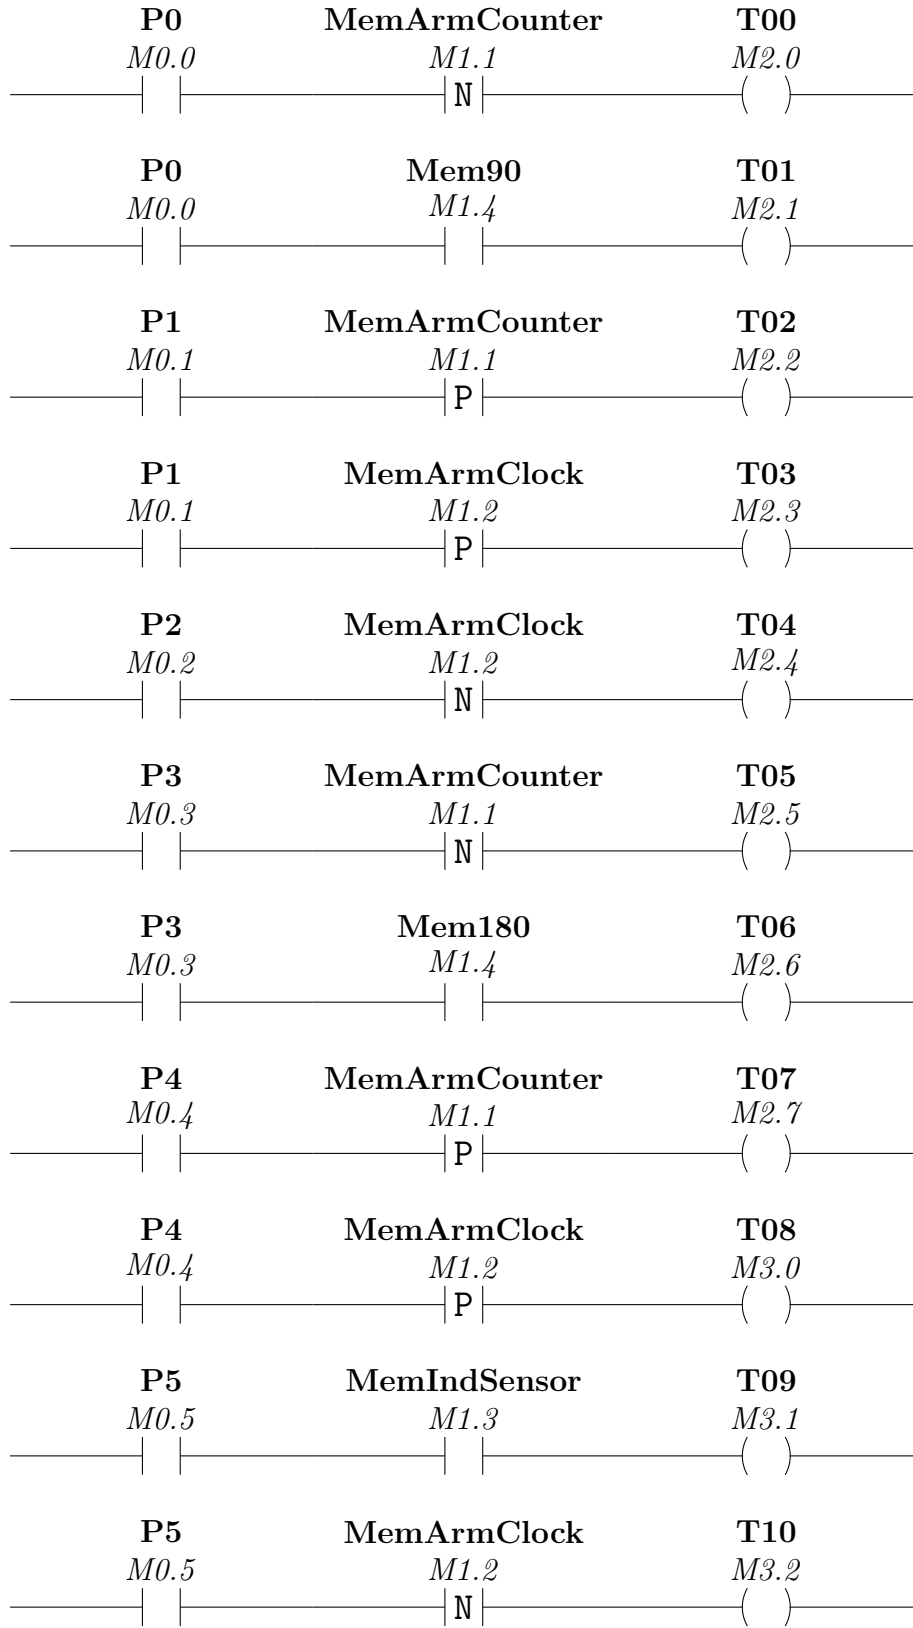 P0 MemArmCounter T00
M0.0 M1.1 M2.0
N
P0 Mem90 T01
M0.0 M1.4 M2.1
P1 MemArmCounter T02
M0.1 M1.1 M2.2
P
P1 MemArmClock T03
M0.1 M1.2 M2.3
P
P2 MemArmClock T04
M0.2 M1.2 M2.4
N
P3 MemArmCounter T05
M0.3 M1.1 M2.5
N
P3 Mem180 T06
M0.3 M1.4 M2.6
P4 MemArmCounter T07
M0.4 M1.1 M2.7
P
P4 MemArmClock T08
M0.4 M1.2 M3.0
P
P5 MemIndSensor T09
M0.5 M1.3 M3.1
P5 MemArmClock T10
M0.5 M1.2 M3.2
N